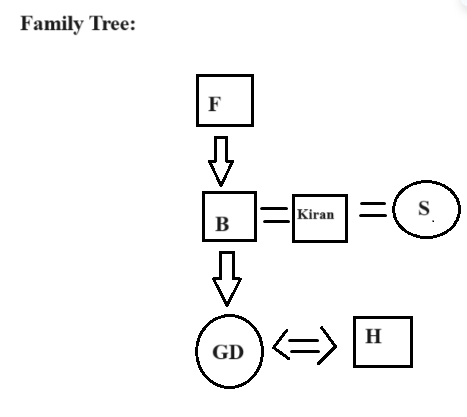 Family Tree:
F
B Kiran S.
GD H